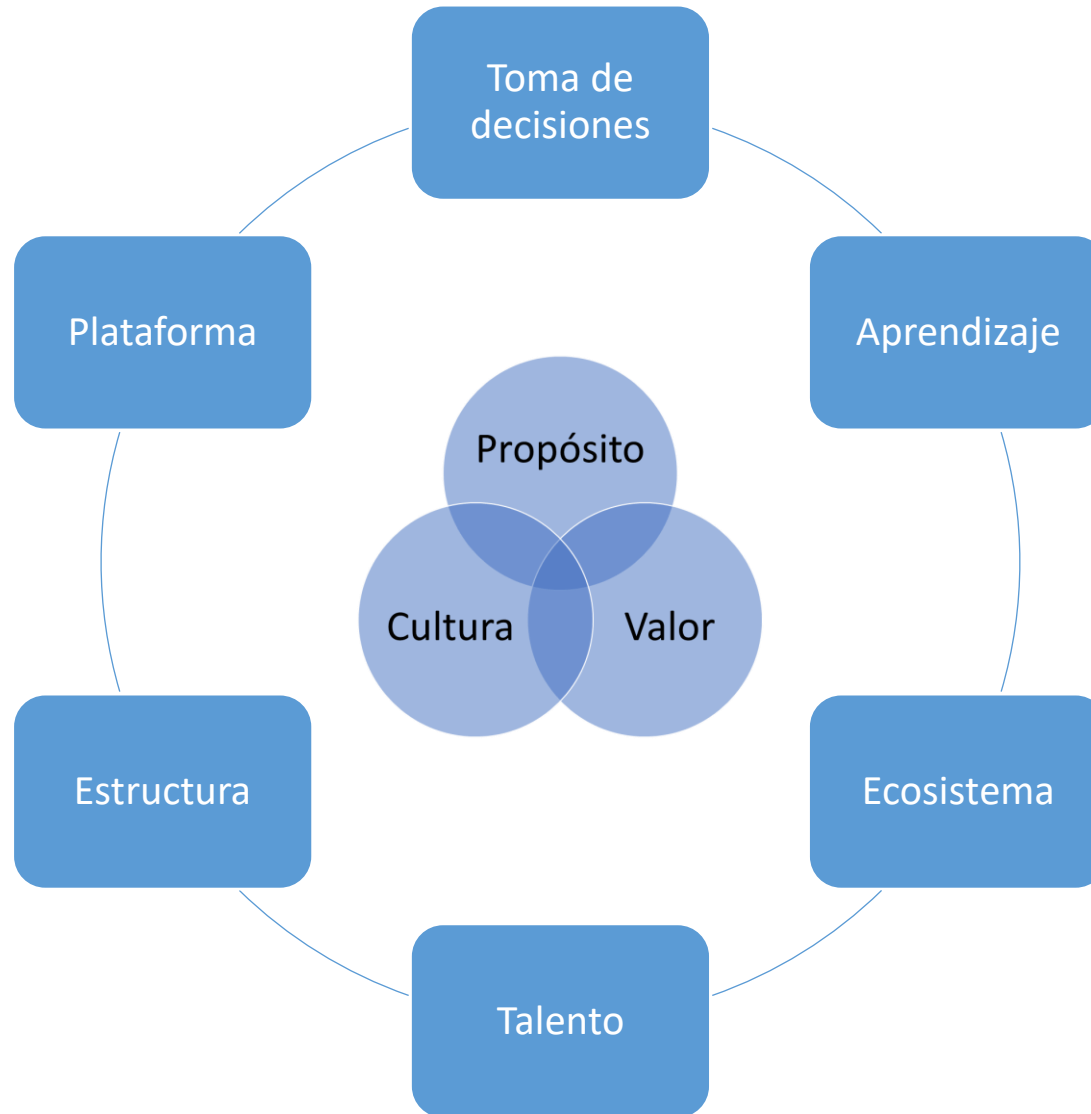 Toma de
decisiones
Plataforma
Aprendizaje
Propósito
Cultura
Valor
Estructura
Ecosistema
Talento